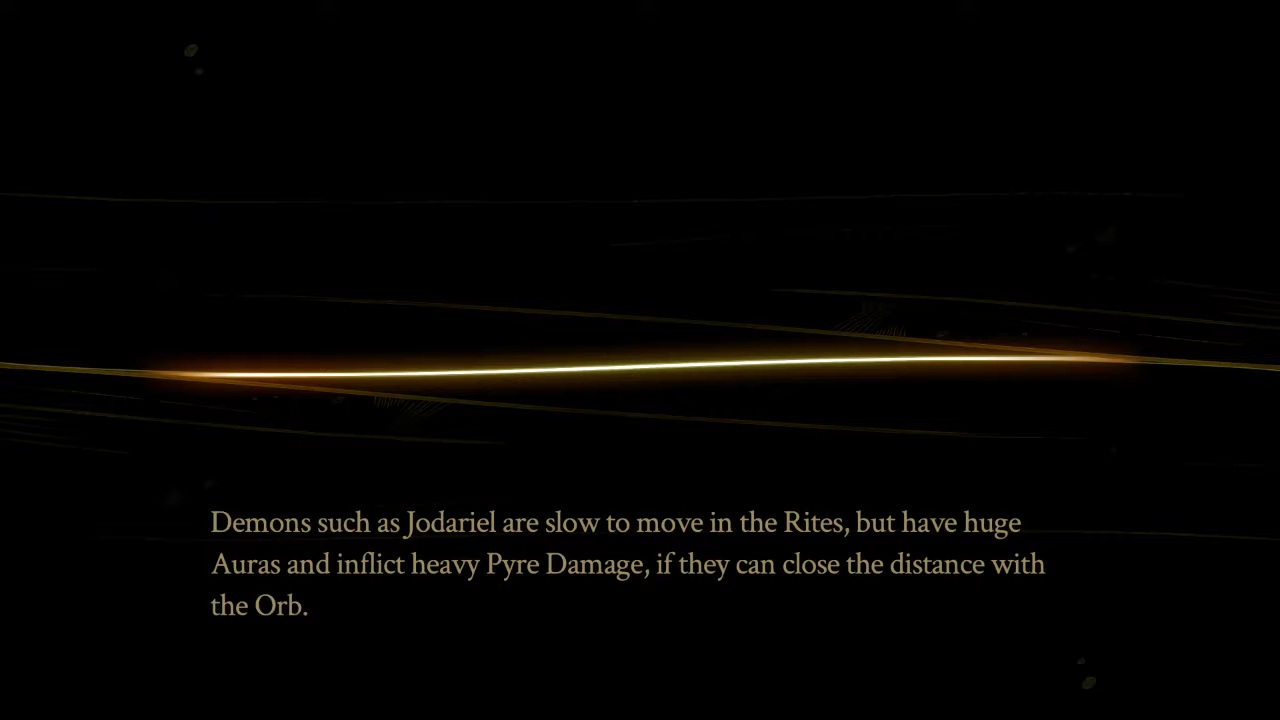 Demons such as Jodariel are slow to move in the Rites, but have huge
Auras and inflict heavy Pyre Damage, if they can close the distance with
the Orb.